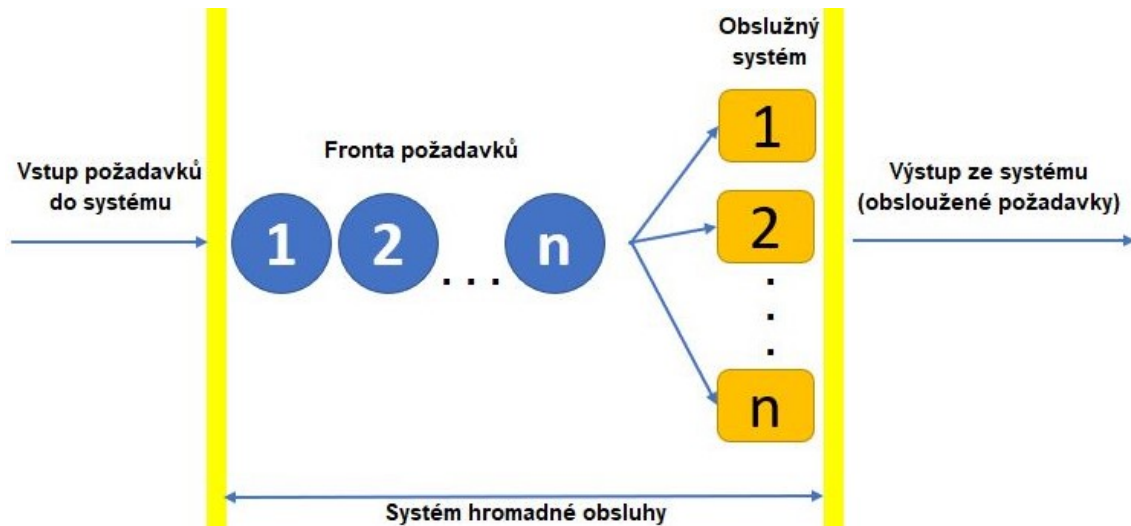 Obslužný
systém
1
Fronta požadavků
Vstup požadavků
do systému
Výstup ze systému
(obsloužené požadavky)
1 2 . . . n
2
.
.
.
n
Systém hromadné obsluhy